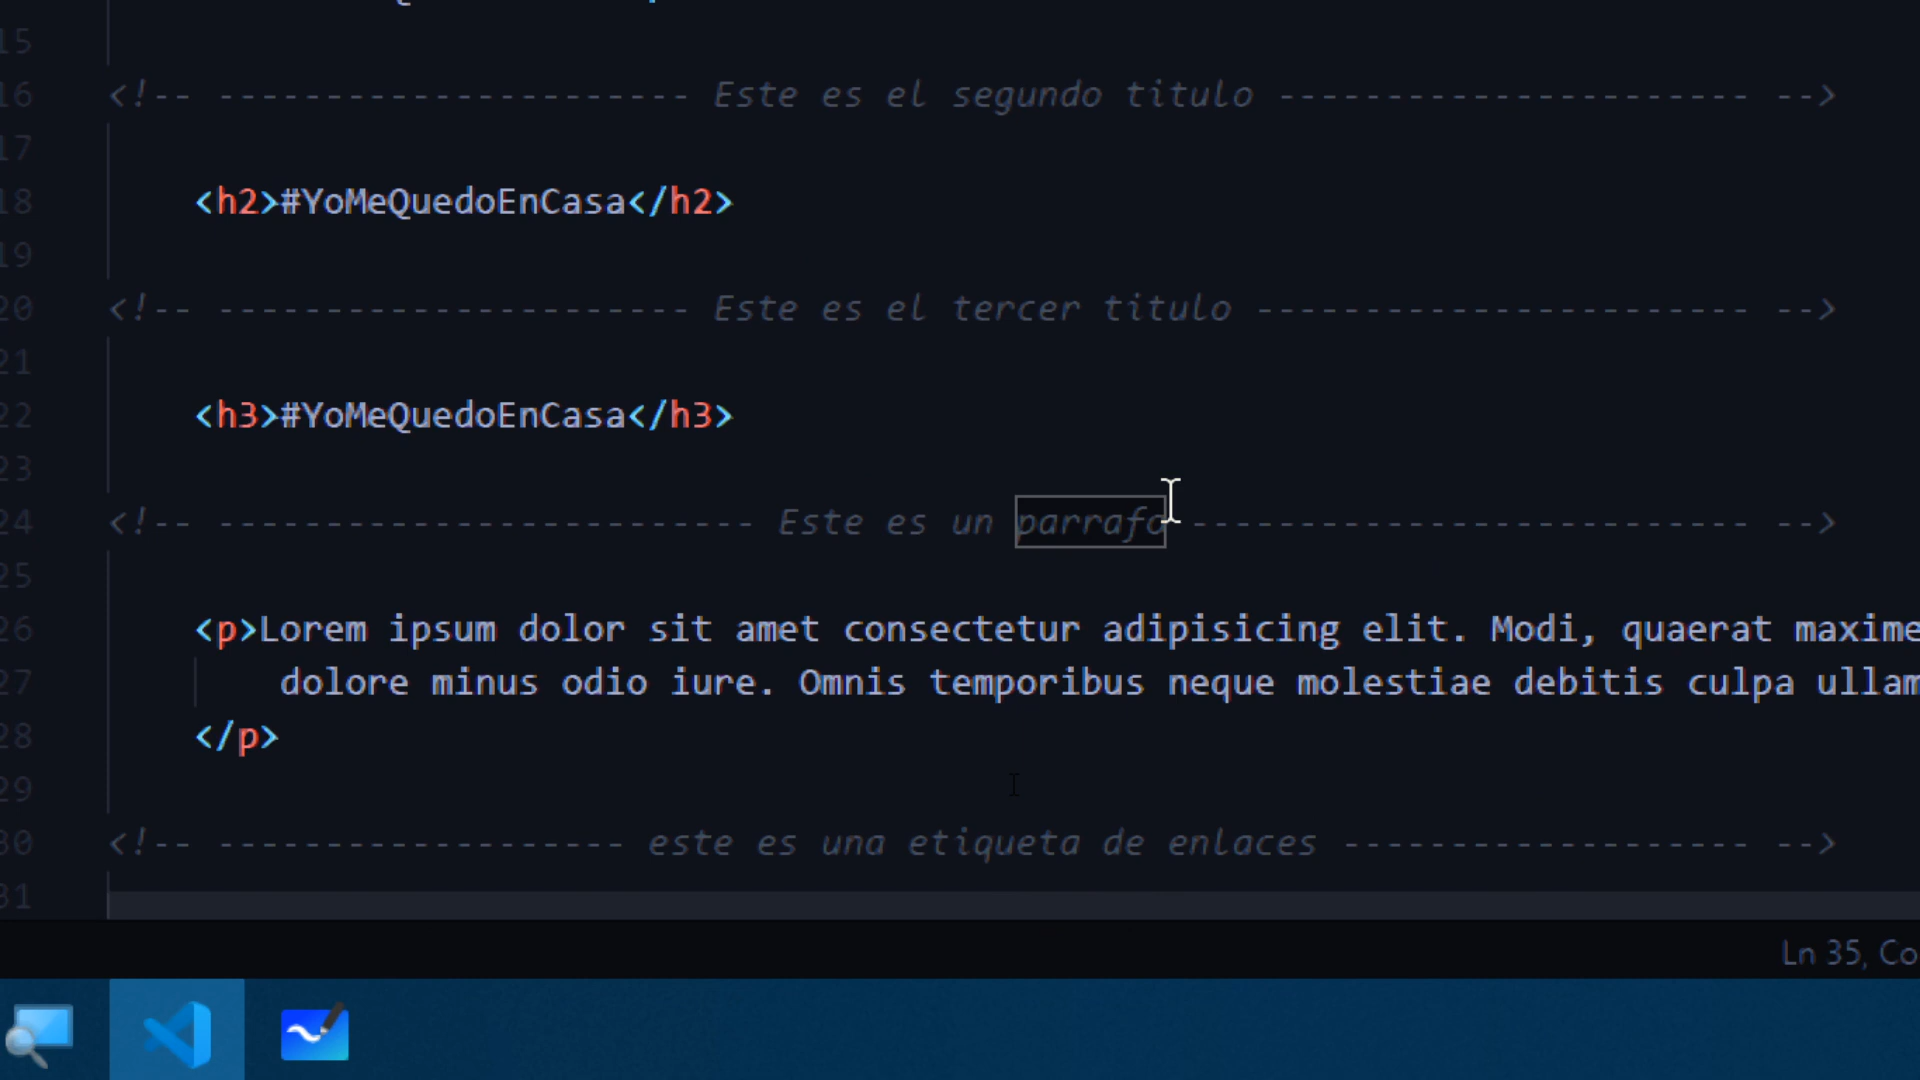 15
16 <!-- ---------------------- Este es el segundo titulo ---------------------- -->
17
18 <h2>#YoMeQuedoEnCasa</h2>
19
20 <!-- ---------------------- Este es el tercer titulo ----------------------- -->
21
22 <h3>#YoMeQuedoEnCasa</h3>
23
24 <!-- ------------------------- Este es un parrafo -------------------------- -->
25
26 <p>Lorem ipsum dolor sit amet consectetur adipisicing elit. Modi, quaerat maxime
27 dolore minus odio iure. Omnis temporibus neque molestiae debitis culpa ullam
28 </p>
29
30 <!-- ------------------- este es una etiqueta de enlaces ------------------- -->
31
Ln 35, Co